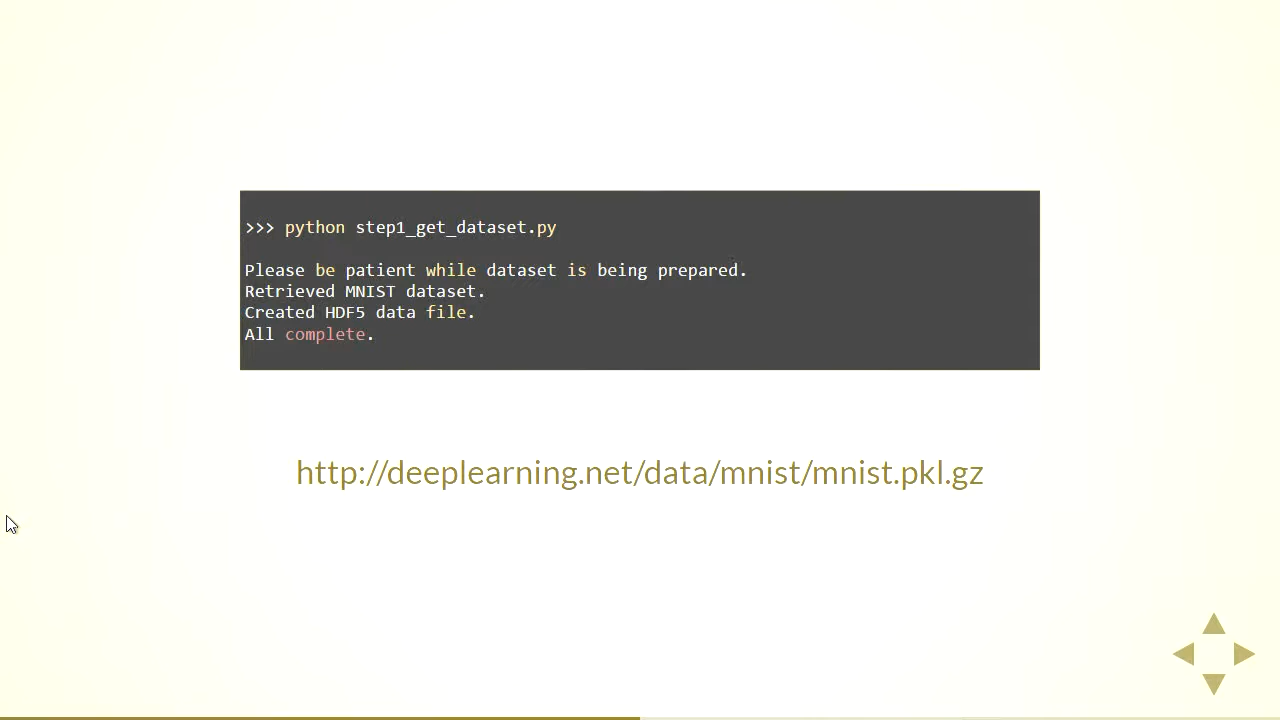 >>> python step1_get_dataset.py
Please be patient while dataset is being prepared.
Retrieved MNIST dataset.
Created HDF5 data file.
All complete.
http://deeplearning.net/data/mnist/mnist.pkl.gz